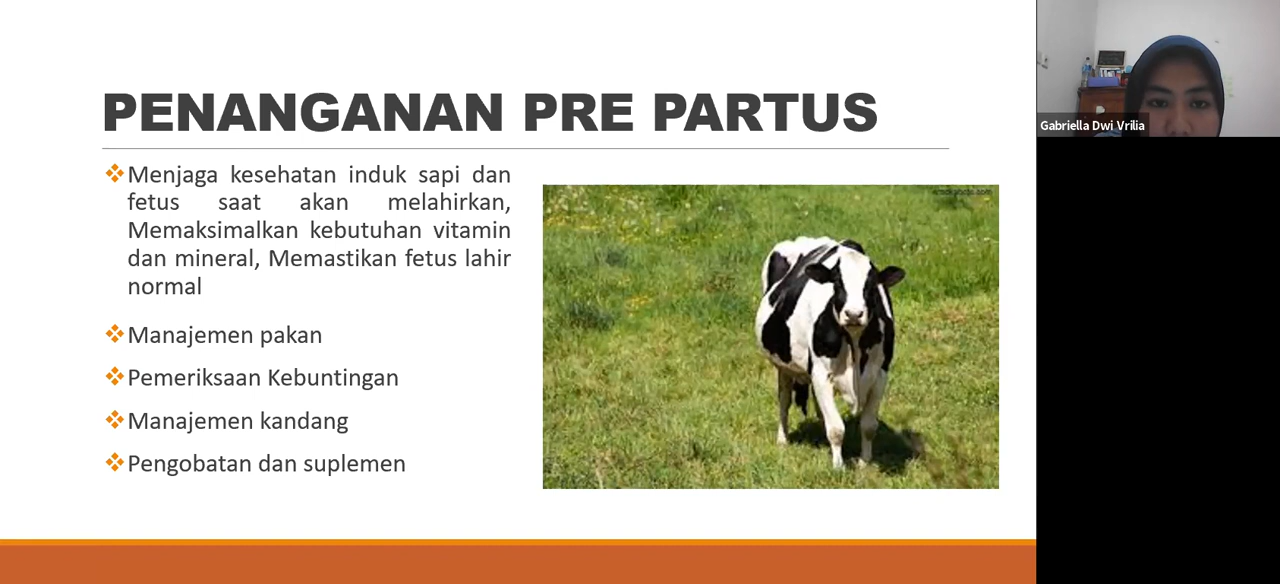 PENANGANAN PRE PARTUS
Menjaga kesehatan induk sapi dan
fetus saat akan melahirkan,
Memaksimalkan kebutuhan vitamin
dan mineral, Memastikan fetus lahir
normal
Manajemen pakan
Pemeriksaan Kebuntingan
Manajemen kandang
Pengobatan dan suplemen
Gabriella Dwi Vrilia